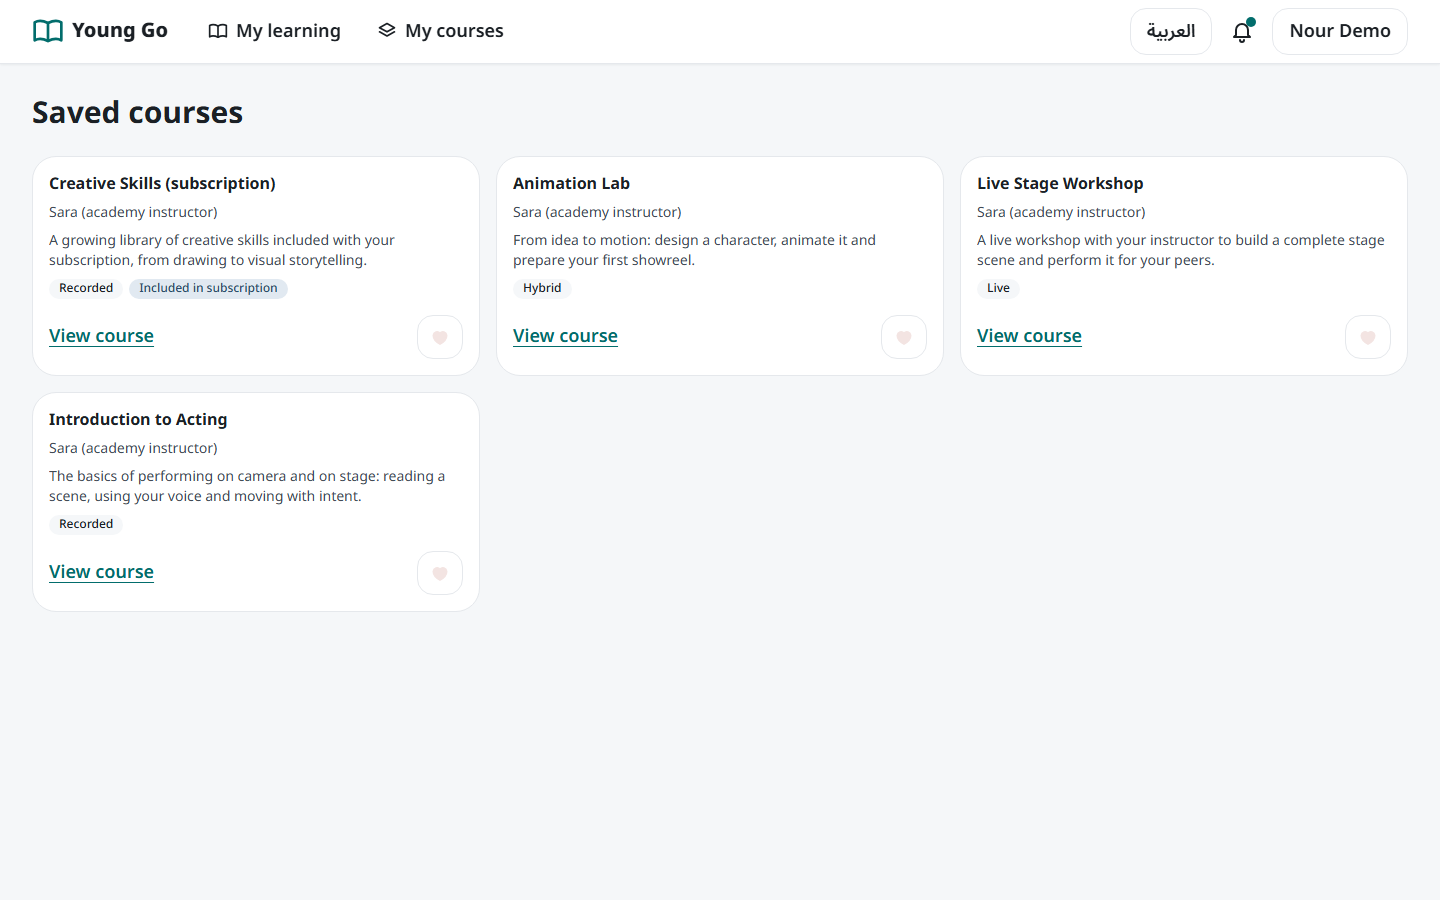 Young Go
My learning
My courses
العربية
Nour Demo
Saved courses
Creative Skills (subscription)
Sara (academy instructor)
A growing library of creative skills included with your
subscription, from drawing to visual storytelling.
Recorded
Included in subscription
View course
Animation Lab
Sara (academy instructor)
From idea to motion: design a character, animate it and
prepare your first showreel.
Hybrid
View course
Live Stage Workshop
Sara (academy instructor)
A live workshop with your instructor to build a complete stage
scene and perform it for your peers.
Live
View course
Introduction to Acting
Sara (academy instructor)
The basics of performing on camera and on stage: reading a
scene, using your voice and moving with intent.
Recorded
View course